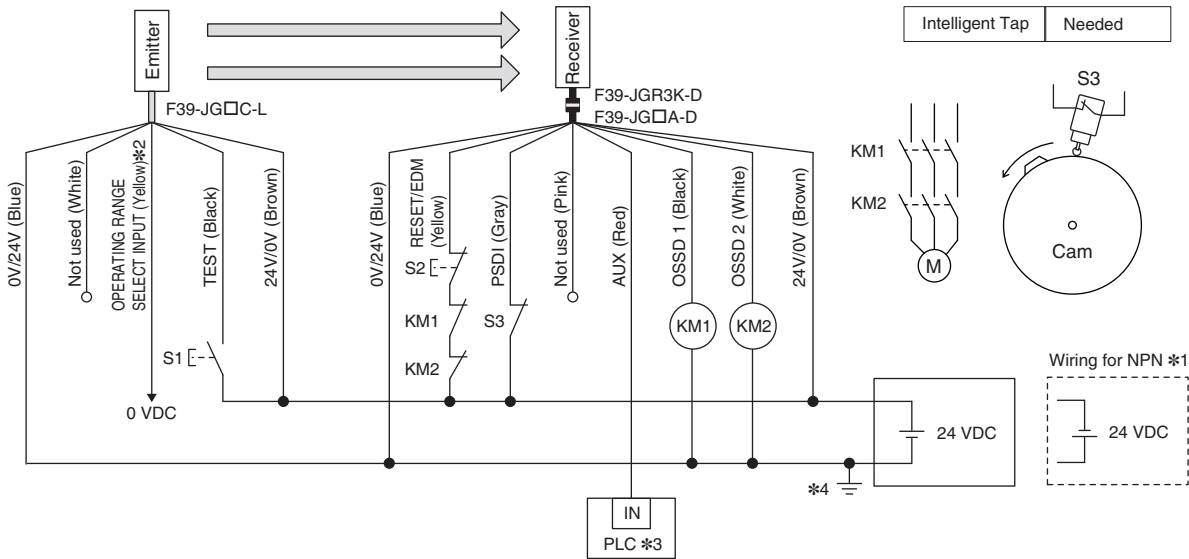 Intelligent Tap Needed
Emitter
Receiver
F39-JG□C-L
F39-JGR3K-D
F39-JG□A-D
S3
KM1
KM2
M
Cam
0V/24V (Blue)
Not used (White)
OPERATING RANGE
SELECT INPUT (Yellow)✻2
TEST (Black)
24V/0V (Brown)
0V/24V (Blue)
RESET/EDM
(Yellow)
PSDI (Gray)
Not used (Pink)
AUX (Red)
OSSD 1 (Black)
OSSD 2 (White)
24V/0V (Brown)
S2
KM1
KM2
S3
KM1
KM2
S1
0 VDC
24 VDC
Wiring for NPN ✻1
24 VDC
✻4
IN
PLC ✻3